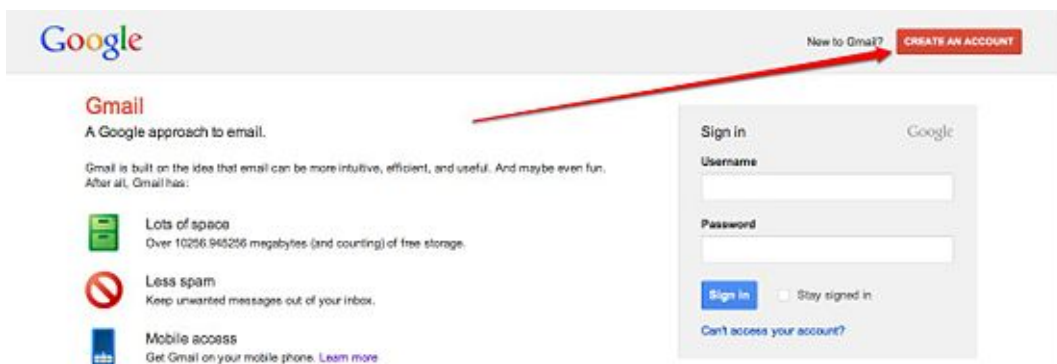 Google
New to Gmail? CREATE AN ACCOUNT
Gmail
A Google approach to email.
Gmail is built on the idea that email can be more intuitive, efficient, and useful. And maybe even fun.
After all, Gmail has:
Lots of space
Over 10256.945256 megabytes (and counting) of free storage.
Less spam
Keep unwanted messages out of your inbox.
Mobile access
Get Gmail on your mobile phone. Learn more
Sign in Google
Username
Password
Sign in Stay signed in
Can't access your account?